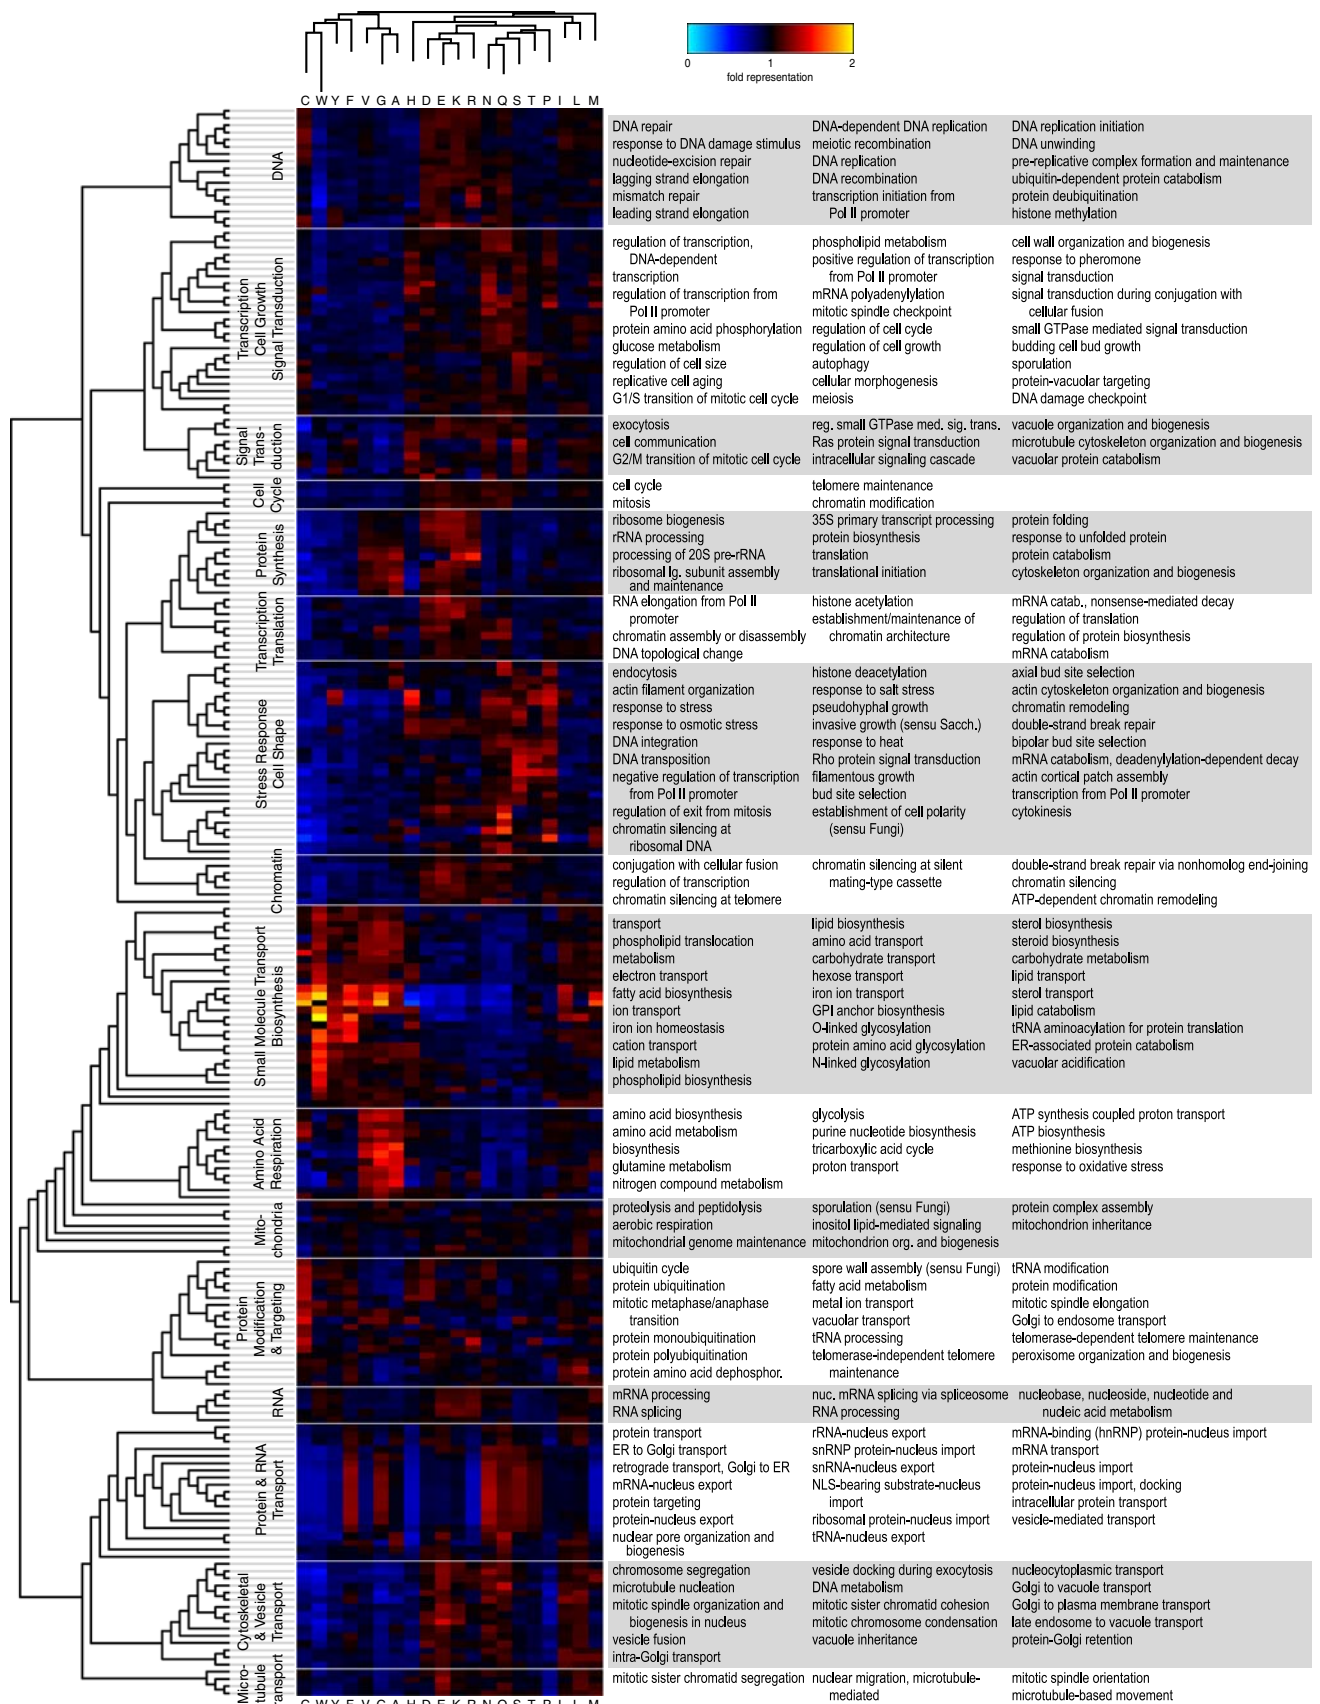 0 1 2
fold representation
C W Y F V G A H D E K R N Q S T P I L M
DNA
DNA repair DNA-dependent DNA replication DNA replication initiation
response to DNA damage stimulus meiotic recombination DNA unwinding
nucleotide-excision repair DNA replication pre-replicative complex formation and maintenance
lagging strand elongation DNA recombination ubiquitin-dependent protein catabolism
mismatch repair transcription initiation from protein deubiquitination
leading strand elongation Pol II promoter histone methylation
Transcription
Cell Growth
Signal Transduction
regulation of transcription, phospholipid metabolism cell wall organization and biogenesis
DNA-dependent positive regulation of transcription response to pheromone
transcription from Pol II promoter signal transduction
regulation of transcription from mRNA polyadenylylation signal transduction during conjugation with
Pol II promoter mitotic spindle checkpoint cellular fusion
protein amino acid phosphorylation regulation of cell cycle small GTPase mediated signal transduction
glucose metabolism regulation of cell growth budding cell bud growth
regulation of cell size autophagy sporulation
replicative cell aging cellular morphogenesis protein-vacuolar targeting
G1/S transition of mitotic cell cycle meiosis DNA damage checkpoint
Signal
Trans-
duction
exocytosis reg. small GTPase med. sig. trans. vacuole organization and biogenesis
cell communication Ras protein signal transduction microtubule cytoskeleton organization and biogenesis
G2/M transition of mitotic cell cycle intracellular signaling cascade vacuolar protein catabolism
Cell
Cycle
cell cycle telomere maintenance
mitosis chromatin modification
Protein
Synthesis
ribosome biogenesis 35S primary transcript processing protein folding
rRNA processing protein biosynthesis response to unfolded protein
processing of 20S pre-rRNA translation protein catabolism
ribosomal lg. subunit assembly translational initiation cytoskeleton organization and biogenesis
and maintenance
Transcription
Translation
RNA elongation from Pol II histone acetylation mRNA catab., nonsense-mediated decay
promoter establishment/maintenance of regulation of translation
chromatin assembly or disassembly chromatin architecture regulation of protein biosynthesis
DNA topological change mRNA catabolism
Stress Response
Cell Shape
endocytosis histone deacetylation axial bud site selection
actin filament organization response to salt stress actin cytoskeleton organization and biogenesis
response to stress pseudohyphal growth chromatin remodeling
response to osmotic stress invasive growth (sensu Sacch.) double-strand break repair
DNA integration response to heat bipolar bud site selection
DNA transposition Rho protein signal transduction mRNA catabolism, deadenylylation-dependent decay
negative regulation of transcription filamentous growth actin cortical patch assembly
from Pol II promoter bud site selection transcription from Pol II promoter
regulation of exit from mitosis establishment of cell polarity cytokinesis
chromatin silencing at (sensu Fungi)
ribosomal DNA
Chromatin
conjugation with cellular fusion chromatin silencing at silent double-strand break repair via nonhomolog end-joining
regulation of transcription mating-type cassette chromatin silencing
chromatin silencing at telomere ATP-dependent chromatin remodeling
Small Molecule Transport
Biosynthesis
transport lipid biosynthesis sterol biosynthesis
phospholipid translocation amino acid transport steroid biosynthesis
metabolism carbohydrate transport carbohydrate metabolism
electron transport hexose transport lipid transport
fatty acid biosynthesis iron ion transport sterol transport
ion transport GPI anchor biosynthesis lipid catabolism
iron ion homeostasis O-linked glycosylation tRNA aminoacylation for protein translation
cation transport protein amino acid glycosylation ER-associated protein catabolism
lipid metabolism N-linked glycosylation vacuolar acidification
phospholipid biosynthesis
Amino Acid
Respiration
amino acid biosynthesis glycolysis ATP synthesis coupled proton transport
amino acid metabolism purine nucleotide biosynthesis ATP biosynthesis
biosynthesis tricarboxylic acid cycle methionine biosynthesis
glutamine metabolism proton transport response to oxidative stress
nitrogen compound metabolism
Mito-
chondria
proteolysis and peptidolysis sporulation (sensu Fungi) protein complex assembly
aerobic respiration inositol lipid-mediated signaling mitochondrion inheritance
mitochondrial genome maintenance mitochondrion org. and biogenesis
Protein
Modification
& Targeting
ubiquitin cycle spore wall assembly (sensu Fungi) tRNA modification
protein ubiquitination fatty acid metabolism protein modification
mitotic metaphase/anaphase metal ion transport mitotic spindle elongation
transition vacuolar transport Golgi to endosome transport
protein monoubiquitination tRNA processing telomerase-dependent telomere maintenance
protein polyubiquitination telomerase-independent telomere peroxisome organization and biogenesis
protein amino acid dephosphor. maintenance
RNA
mRNA processing nuc. mRNA splicing via spliceosome nucleobase, nucleoside, nucleotide and
RNA splicing RNA processing nucleic acid metabolism
Protein & RNA
Transport
protein transport rRNA-nucleus export mRNA-binding (hnRNP) protein-nucleus import
ER to Golgi transport snRNP protein-nucleus import mRNA transport
retrograde transport, Golgi to ER snRNA-nucleus export protein-nucleus import
mRNA-nucleus export NLS-bearing substrate-nucleus protein-nucleus import, docking
protein targeting import intracellular protein transport
protein-nucleus export ribosomal protein-nucleus import vesicle-mediated transport
nuclear pore organization and tRNA-nucleus export
biogenesis
Cytoskeletal
& Vesicle
Transport
chromosome segregation vesicle docking during exocytosis nucleocytoplasmic transport
microtubule nucleation DNA metabolism Golgi to vacuole transport
mitotic spindle organization and mitotic sister chromatid cohesion Golgi to plasma membrane transport
biogenesis in nucleus mitotic chromosome condensation late endosome to vacuole transport
vesicle fusion vacuole inheritance protein-Golgi retention
intra-Golgi transport
Micro-
tubule
ransport
mitotic sister chromatid segregation nuclear migration, microtubule- mitotic spindle orientation
mediated microtubule-based movement
C W Y F V G A H D E K R N Q S T P I L M